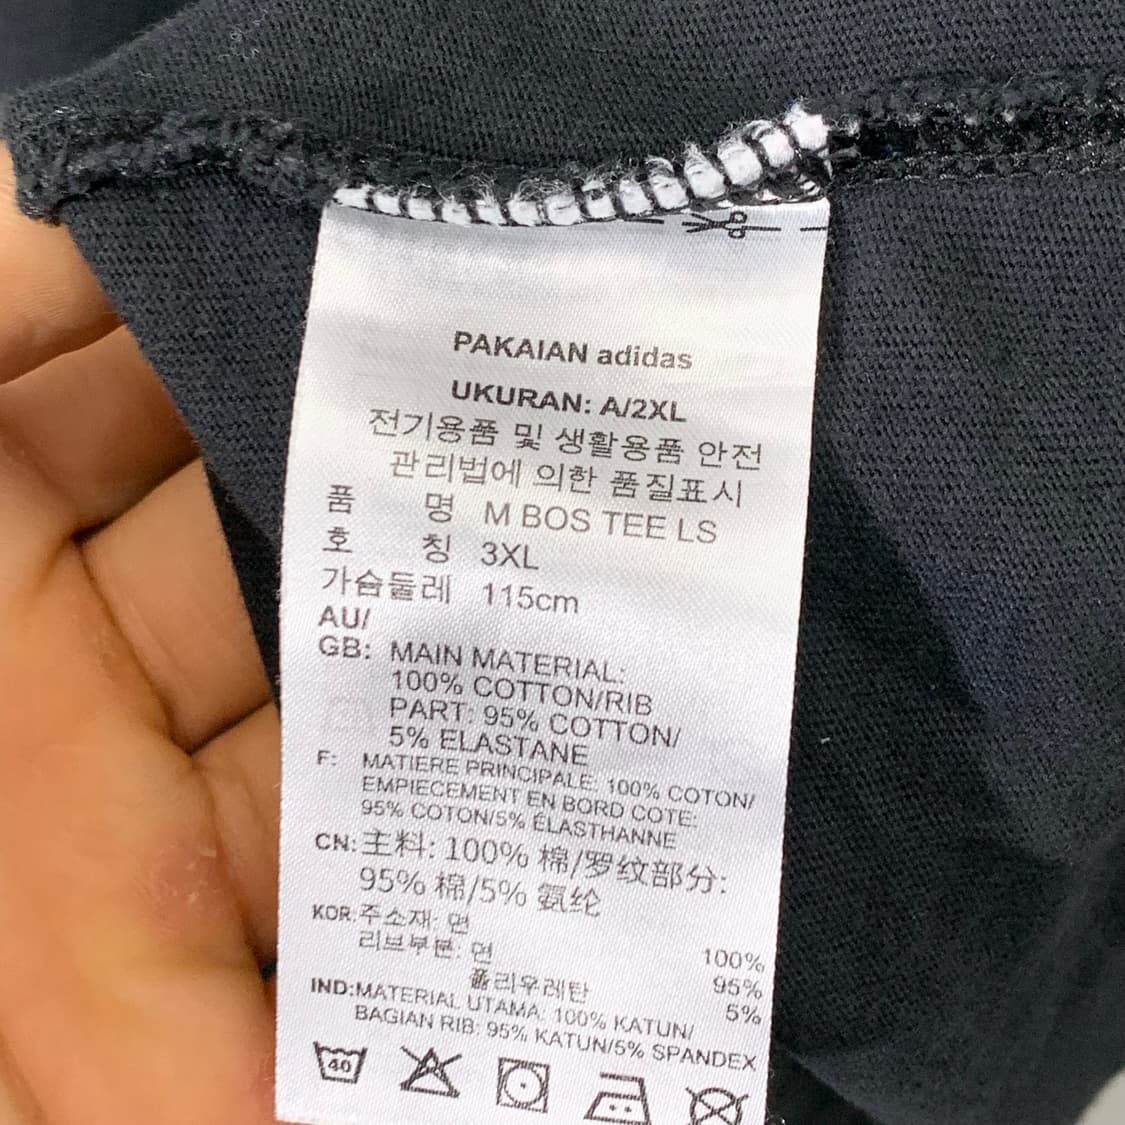 PAKAIAN adidas
UKURAN: A/2XL
전기용품 및 생활용품 안전
관리법에 의한 품질표시
품 명 M BOS TEE LS
호 칭 3XL
가슴둘레 115cm
AU/
GB: MAIN MATERIAL:
100% COTTON/RIB
PART: 95% COTTON/
5% ELASTANE
F: MATIERE PRINCIPALE: 100% COTON/
EMPIECEMENT EN BORD COTE:
95% COTON/5% ÉLASTHANNE
CN: 主料: 100% 棉/罗纹部分:
95% 棉/5% 氨纶
KOR: 주소재: 면 100%
리브부분: 면 95%
폴리우레탄 5%
IND: MATERIAL UTAMA: 100% KATUN/
BAGIAN RIB: 95% KATUN/5% SPANDEX
40